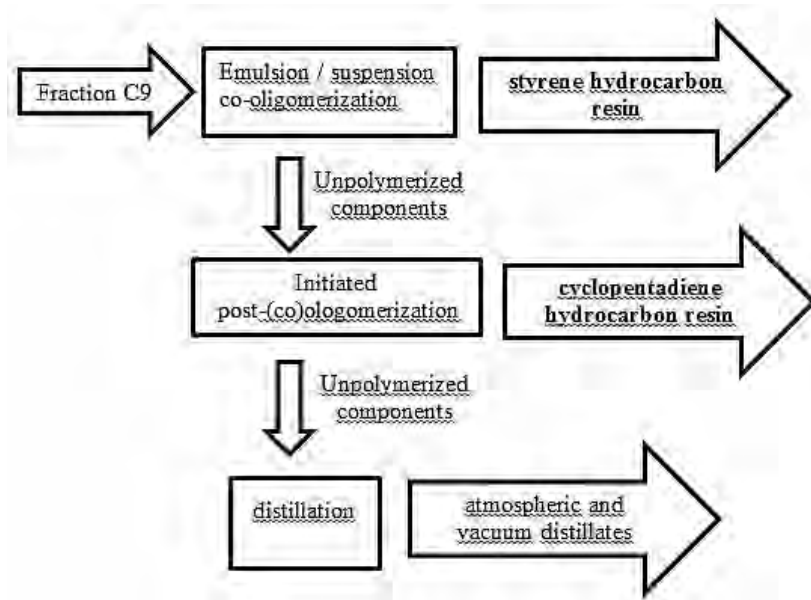 Fraction C9
Emulsion / suspension
co-oligomerization
styrene hydrocarbon
resin
Unpolymerized
components
Initiated
post-(co)ologomerization
cyclopentadiene
hydrocarbon resin
Unpolymerized
components
distillation
atmospheric and
vacuum distillates